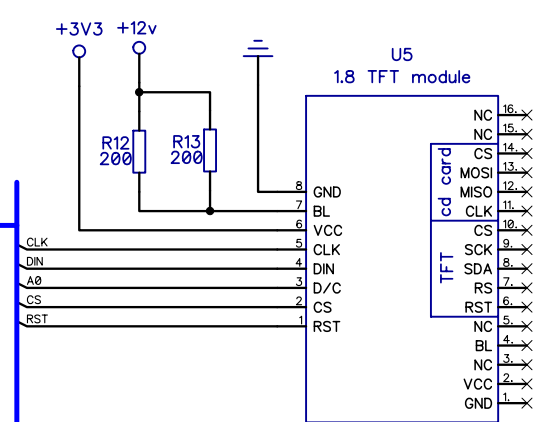 +3V3 +12v
U5
1.8 TFT module
R12
200
R13
200
8 GND
7 BL
6 VCC
5 CLK
4 DIN
3 D/C
2 CS
1 RST
CLK
DIN
A0
CS
RST
NC 16.
NC 15.
CS 14.
MOSI 13.
MISO 12.
CLK 11.
CS 10.
SCK 9.
SDA 8.
RS 7.
RST 6.
NC 5.
BL 4.
NC 3.
VCC 2.
GND 1.
cd card
TFT